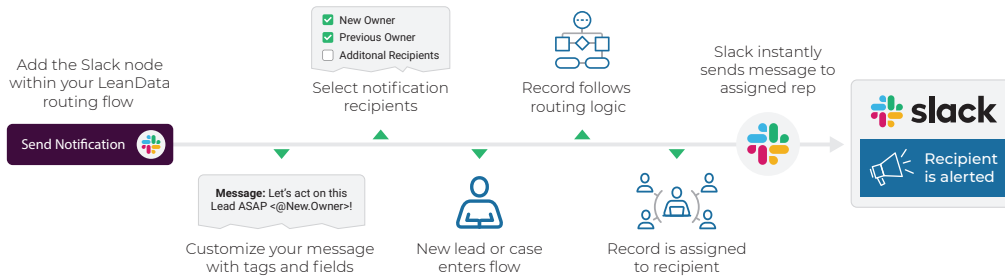 Add the Slack node
within your LeanData
routing flow
Send Notification
Message: Let's act on this
Lead ASAP <@New.Owner>!
Customize your message
with tags and fields
New Owner
Previous Owner
Additonal Recipients
Select notification
recipients
New lead or case
enters flow
Record follows
routing logic
Record is assigned
to recipient
Slack instantly
sends message to
assigned rep
slack
Recipient
is alerted